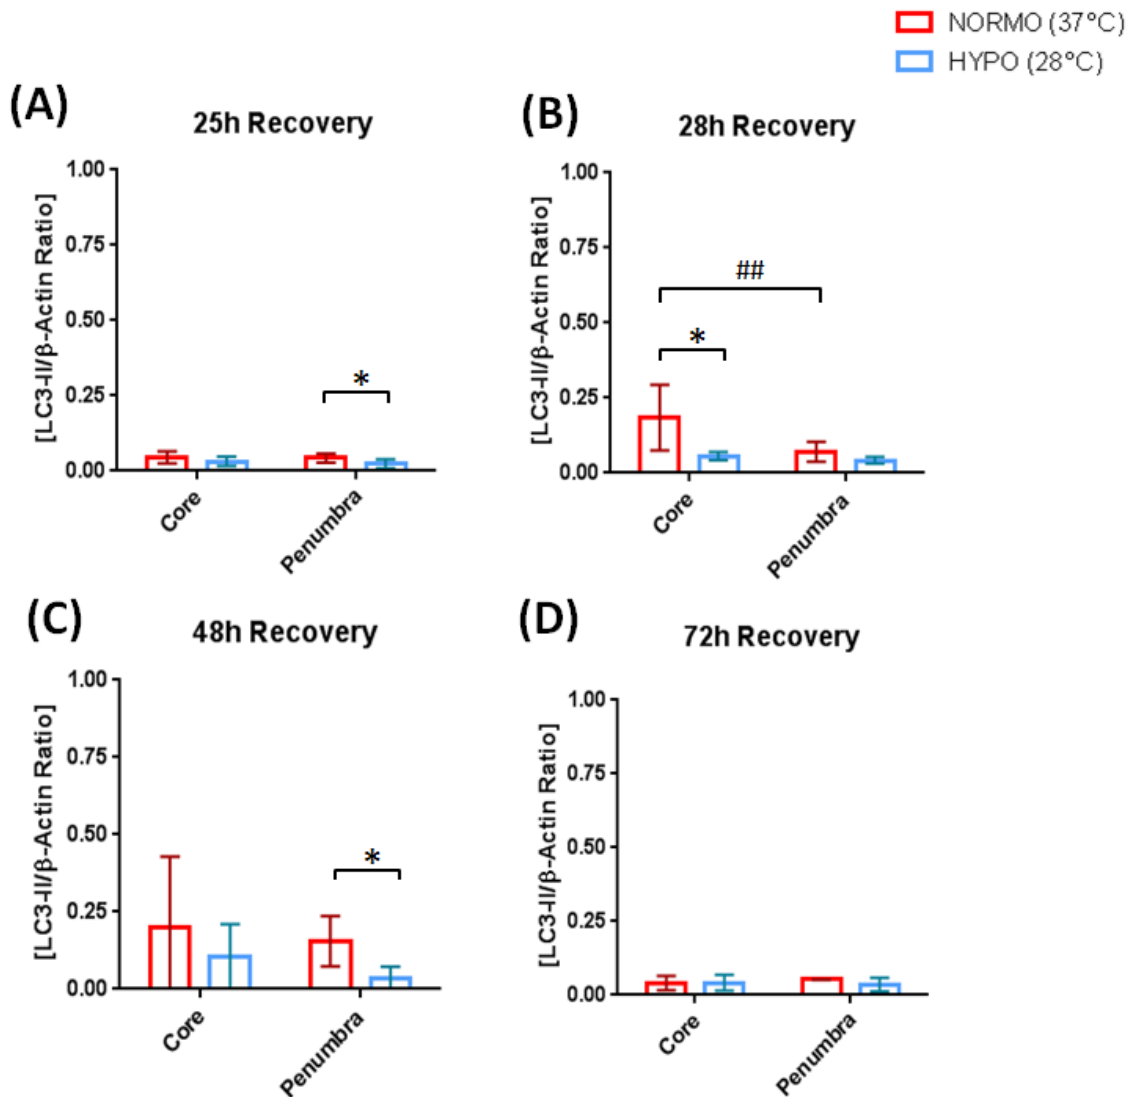 NORMO (37°C)
HYPO (28°C)
(A)
25h Recovery
[LC3-II/β-Actin Ratio]
1.00
0.75
0.50
0.25
0.00
*
Core
Penumbra
(B)
28h Recovery
[LC3-II/β-Actin Ratio]
1.00
0.75
0.50
0.25
0.00
##
*
Core
Penumbra
(C)
48h Recovery
[LC3-II/β-Actin Ratio]
1.00
0.75
0.50
0.25
0.00
*
Core
Penumbra
(D)
72h Recovery
[LC3-II/β-Actin Ratio]
1.00
0.75
0.50
0.25
0.00
Core
Penumbra